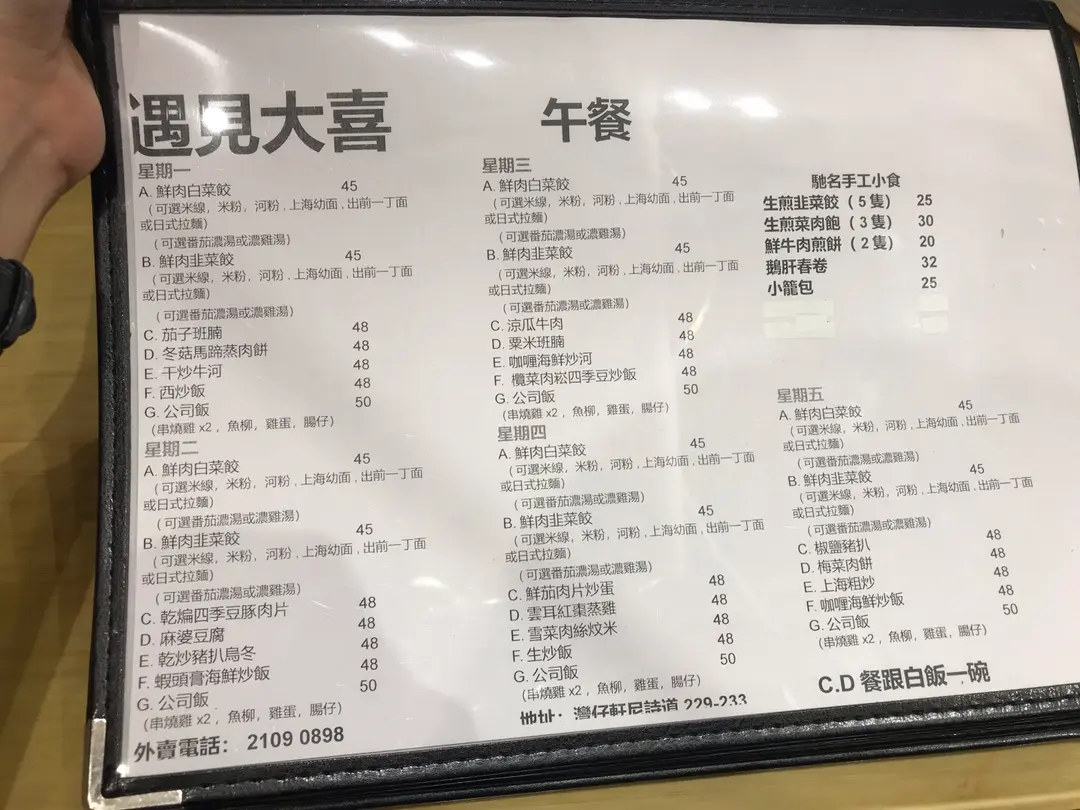 遇見大喜
午餐
星期一
A. 鮮肉白菜餃 45
(可選米線，米粉，河粉，上海幼面，出前一丁面
或日式拉麵)
(可選番茄濃湯或濃雞湯)
B. 鮮肉韭菜餃 45
(可選米線，米粉，河粉，上海幼面，出前一丁面
或日式拉麵)
(可選番茄濃湯或濃雞湯)
C. 茄子班腩 48
D. 冬菇馬蹄蒸肉餅 48
E. 干炒牛河 48
F. 西炒飯 48
G. 公司飯 50
(串燒雞 x2，魚柳，雞蛋，腸仔)
星期二
A. 鮮肉白菜餃 45
(可選米線，米粉，河粉，上海幼面，出前一丁面
或日式拉麵)
(可選番茄濃湯或濃雞湯)
B. 鮮肉韭菜餃 45
(可選米線，米粉，河粉，上海幼面，出前一丁面
或日式拉麵)
(可選番茄濃湯或濃雞湯)
C. 乾煸四季豆豚肉片 48
D. 麻婆豆腐 48
E. 乾炒豬扒烏冬 48
F. 蝦頭膏海鮮炒飯 48
G. 公司飯 50
(串燒雞 x2，魚柳，雞蛋，腸仔)
外賣電話： 2109 0898
星期三
A. 鮮肉白菜餃 45
(可選米線，米粉，河粉，上海幼面，出前一丁面
或日式拉麵)
(可選番茄濃湯或濃雞湯)
B. 鮮肉韭菜餃 45
(可選米線，米粉，河粉，上海幼面，出前一丁面
或日式拉麵)
(可選番茄濃湯或濃雞湯)
C. 涼瓜牛肉 48
D. 粟米班腩 48
E. 咖喱海鮮炒河 48
F. 欖菜肉崧四季豆炒飯 48
G. 公司飯 50
(串燒雞 x2，魚柳，雞蛋，腸仔)
星期四
A. 鮮肉白菜餃 45
(可選米線，米粉，河粉，上海幼面，出前一丁面
或日式拉麵)
(可選番茄濃湯或濃雞湯)
B. 鮮肉韭菜餃 45
(可選米線，米粉，河粉，上海幼面，出前一丁面
或日式拉麵)
(可選番茄濃湯或濃雞湯)
C. 鮮茄肉片炒蛋 48
D. 雲耳紅棗蒸雞 48
E. 雪菜肉絲炆米 48
F. 生炒飯 48
G. 公司飯 50
(串燒雞 x2，魚柳，雞蛋，腸仔)
地址：灣仔軒尼詩道 229-233
馳名手工小食
生煎韭菜餃（5隻） 25
生煎菜肉飽（3隻） 30
鮮牛肉煎餅（2隻） 20
鵝肝春卷 32
小籠包 25
星期五
A. 鮮肉白菜餃 45
(可選米線，米粉，河粉，上海幼面，出前一丁面
或日式拉麵)
(可選番茄濃湯或濃雞湯)
B. 鮮肉韭菜餃 45
(可選米線，米粉，河粉，上海幼面，出前一丁面
或日式拉麵)
(可選番茄濃湯或濃雞湯)
C. 椒鹽豬扒 48
D. 梅菜肉餅 48
E. 上海粗炒 48
F. 咖喱海鮮炒飯 48
G. 公司飯 50
(串燒雞 x2，魚柳，雞蛋，腸仔)
C.D 餐跟白飯一碗